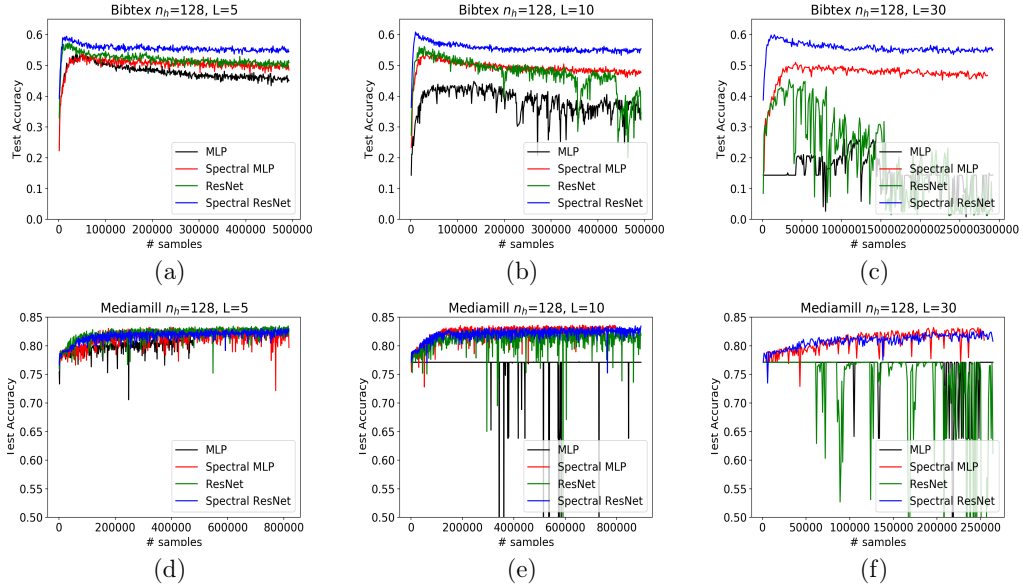 Bibtex n_h=128, L=5
Test Accuracy
0.6
0.5
0.4
0.3
0.2
0.1
0.0
MLP
Spectral MLP
ResNet
Spectral ResNet
0 100000 200000 300000 400000 500000
# samples
(a)
Bibtex n_h=128, L=10
Test Accuracy
0.6
0.5
0.4
0.3
0.2
0.1
0.0
MLP
Spectral MLP
ResNet
Spectral ResNet
0 100000 200000 300000 400000 500000
# samples
(b)
Bibtex n_h=128, L=30
Test Accuracy
0.6
0.5
0.4
0.3
0.2
0.1
0.0
MLP
Spectral MLP
ResNet
Spectral ResNet
0 50000 100000 150000 200000 250000 300000
# samples
(c)
Mediamill n_h=128, L=5
Test Accuracy
0.85
0.80
0.75
0.70
0.65
0.60
0.55
0.50
MLP
Spectral MLP
ResNet
Spectral ResNet
0 200000 400000 600000 800000
# samples
(d)
Mediamill n_h=128, L=10
Test Accuracy
0.85
0.80
0.75
0.70
0.65
0.60
0.55
0.50
MLP
Spectral MLP
ResNet
Spectral ResNet
0 200000 400000 600000 800000
# samples
(e)
Mediamill n_h=128, L=30
Test Accuracy
0.85
0.80
0.75
0.70
0.65
0.60
0.55
0.50
MLP
Spectral MLP
ResNet
Spectral ResNet
0 50000 100000 150000 200000 250000
# samples
(f)